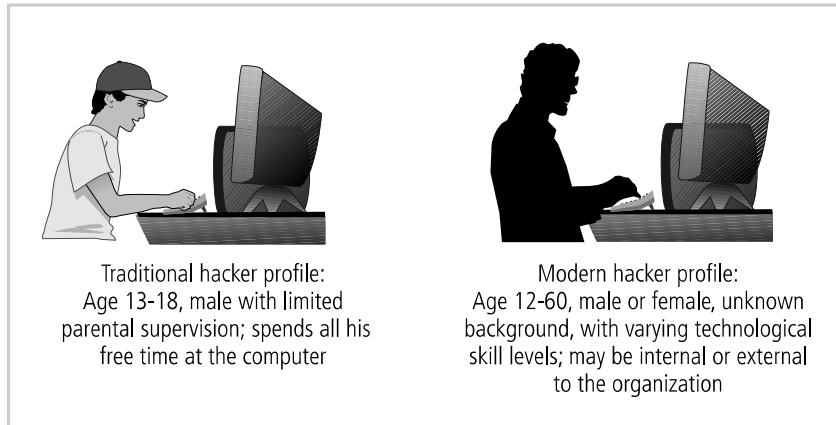 Traditional hacker profile:
Age 13-18, male with limited
parental supervision; spends all his
free time at the computer
Modern hacker profile:
Age 12-60, male or female, unknown
background, with varying technological
skill levels; may be internal or external
to the organization